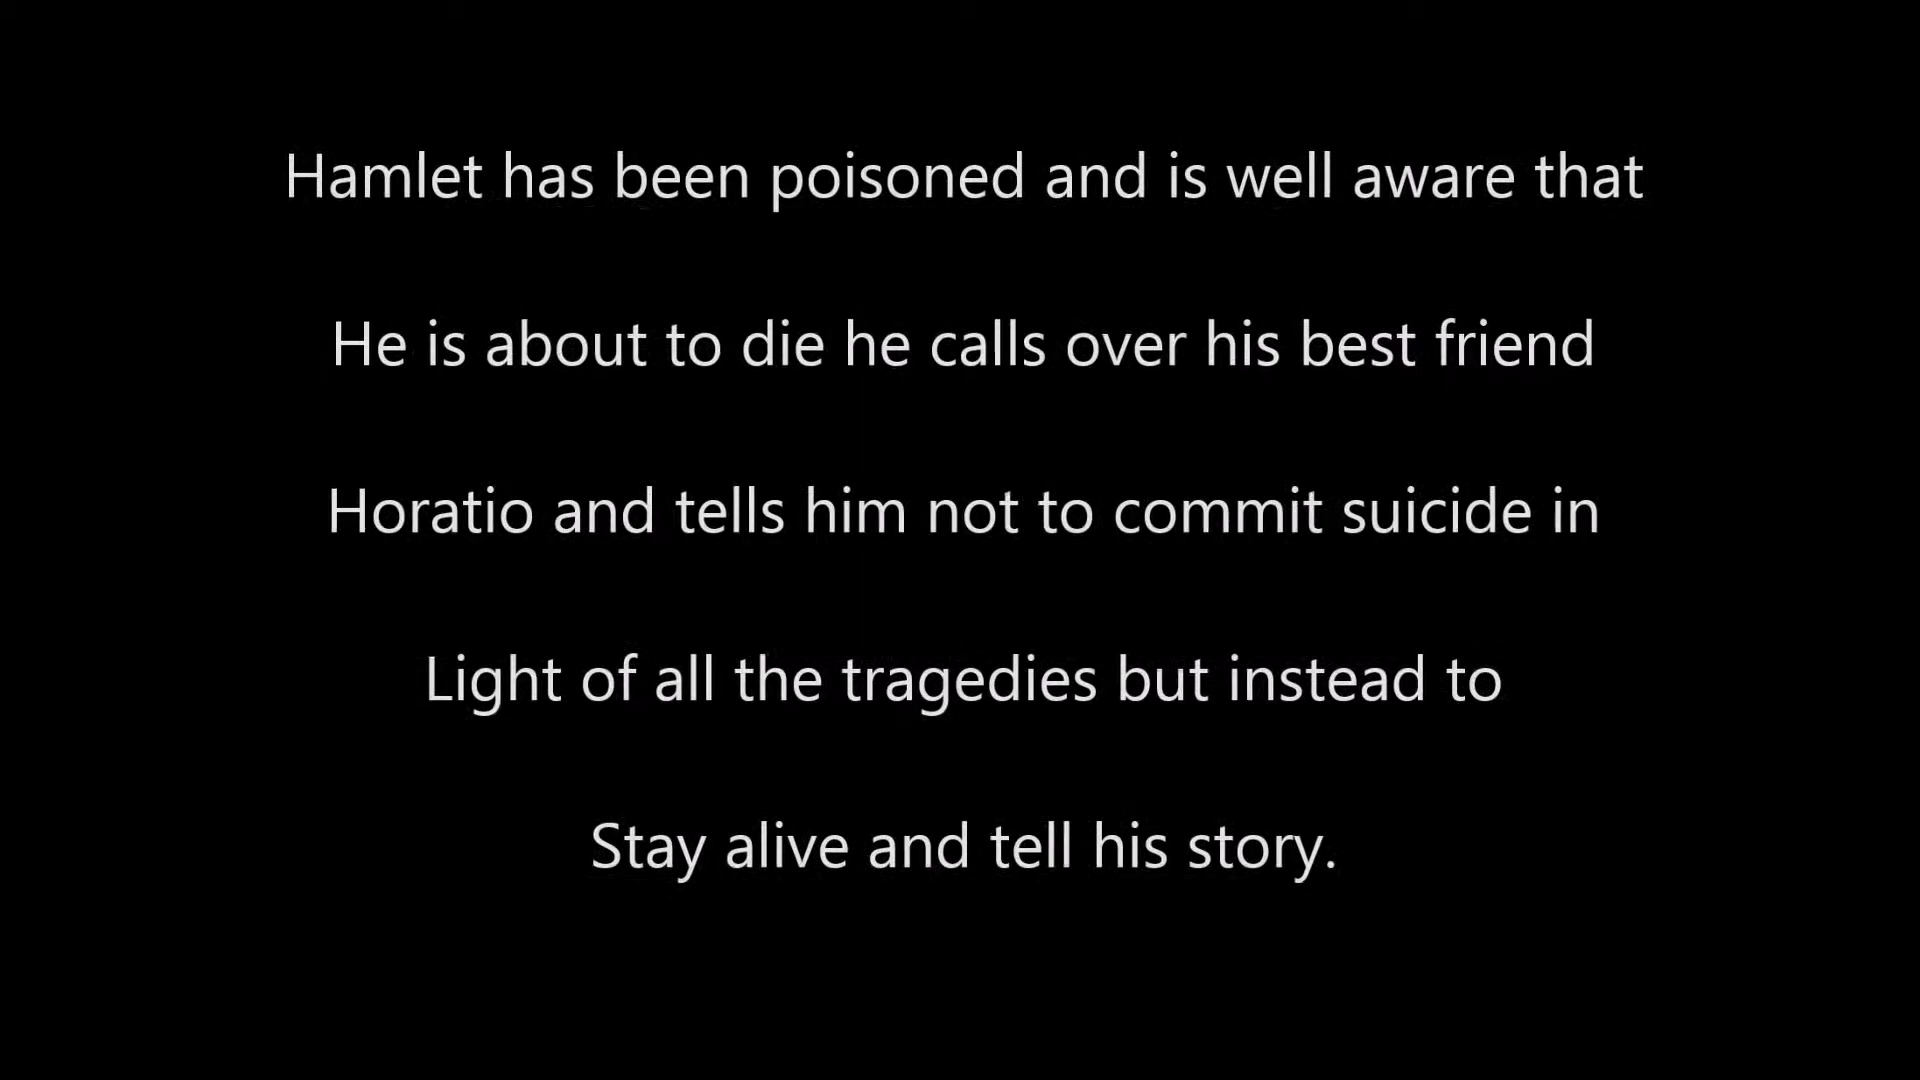 Hamlet has been poisoned and is well aware that
He is about to die he calls over his best friend
Horatio and tells him not to commit suicide in
Light of all the tragedies but instead to
Stay alive and tell his story.